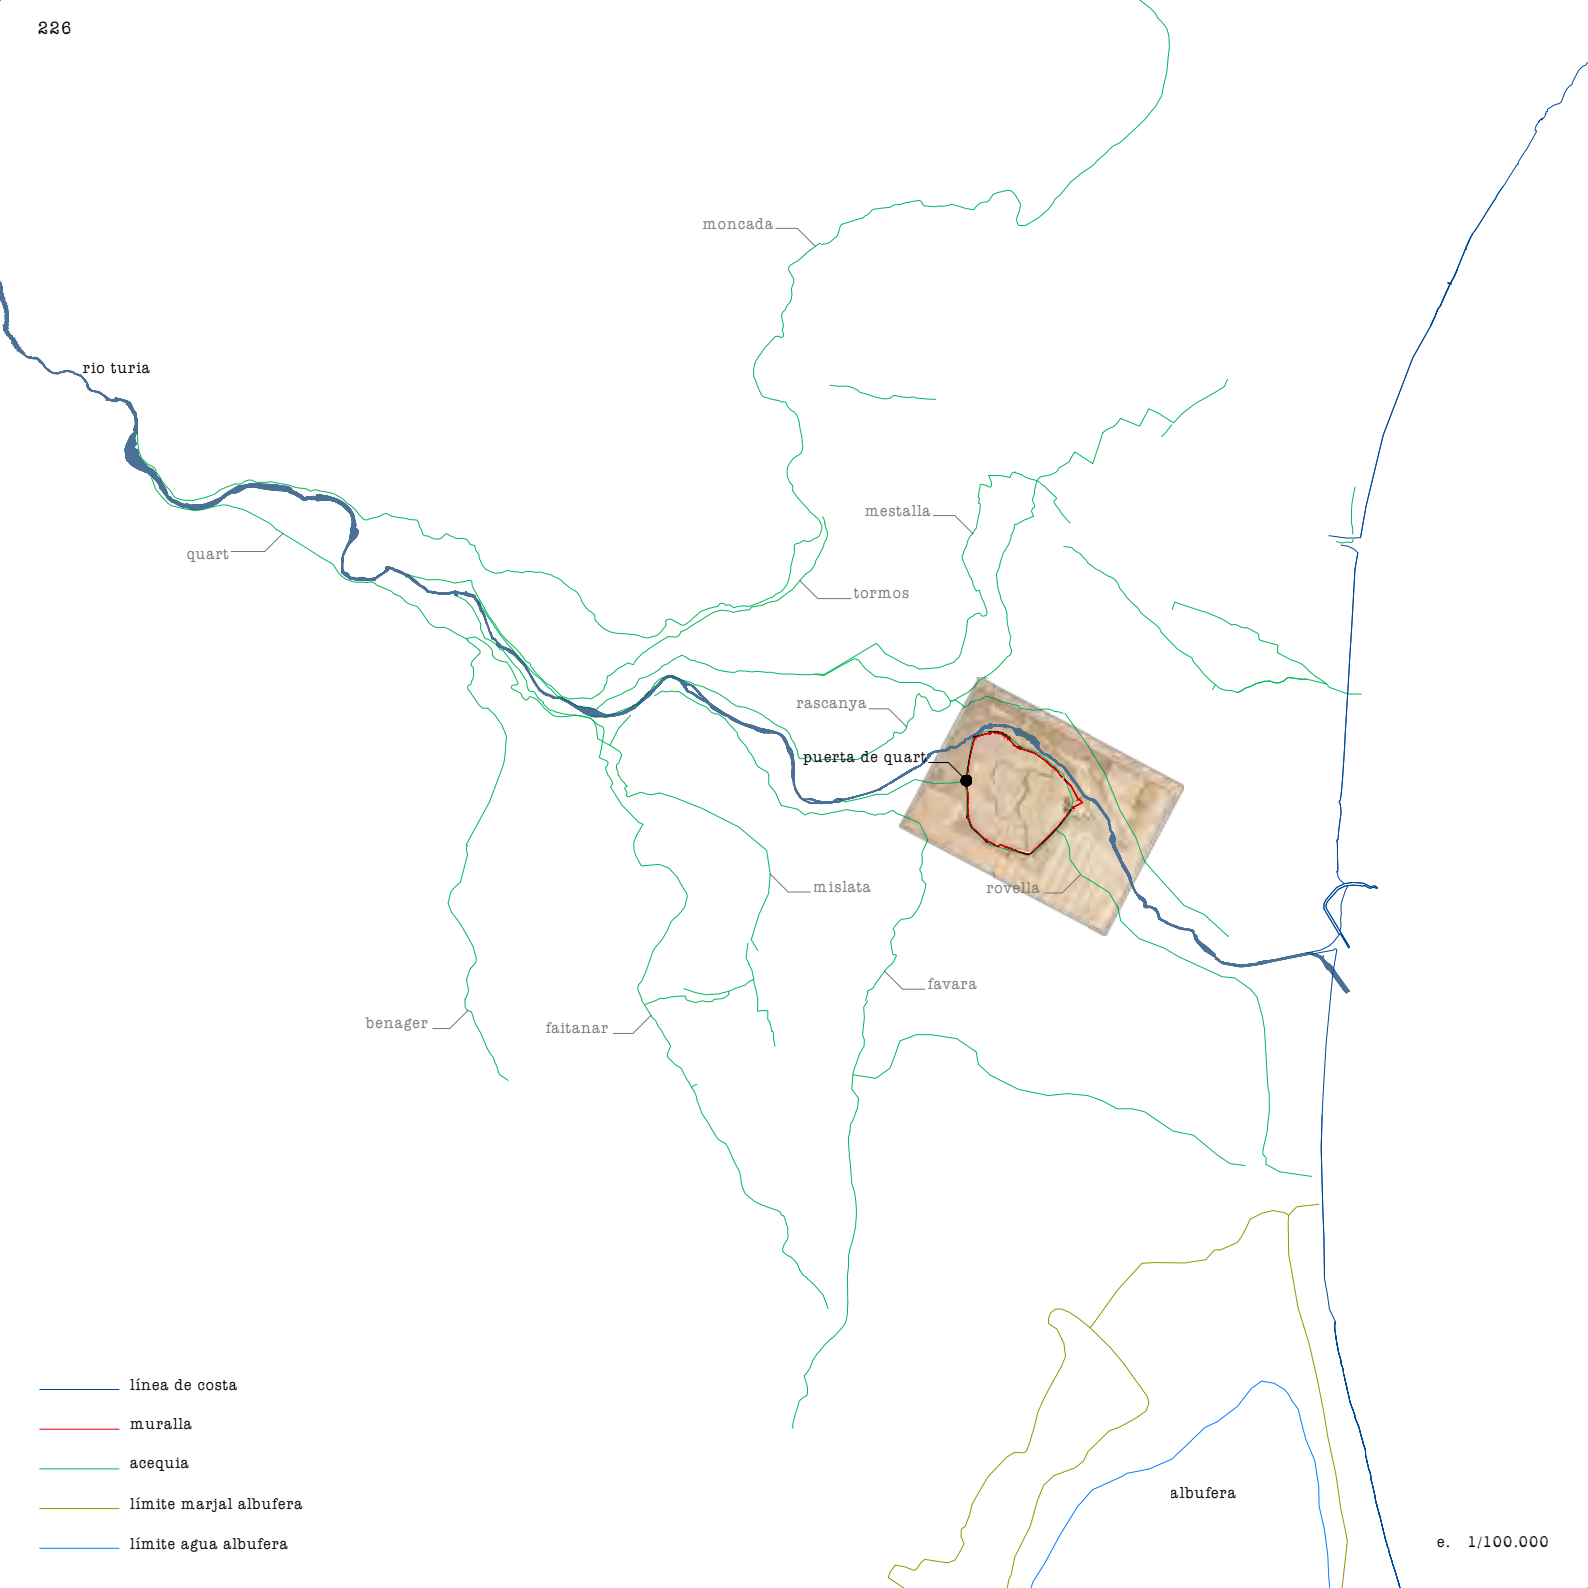 226
moncada
rio turia
mestalla
quart
tormos
rascanya
puerta de quart
mislata
rovella
favara
benager
faitanar
línea de costa
muralla
acequia
límite marjal albufera
albufera
límite agua albufera
e. 1/100.000